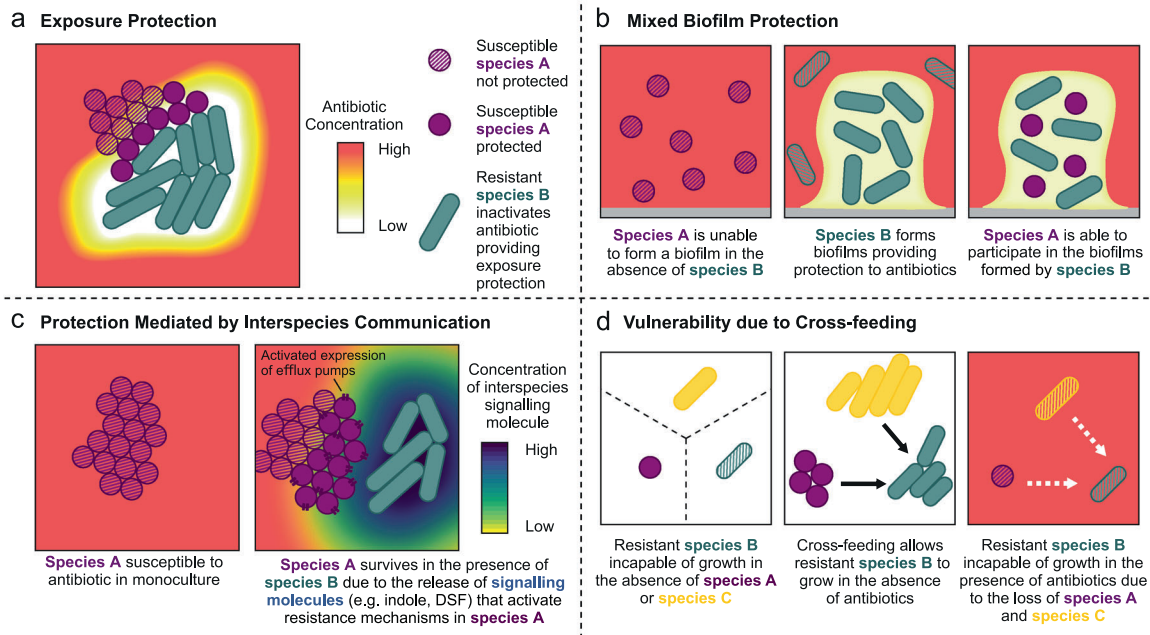 a Exposure Protection
Antibiotic
Concentration
High
Low
Susceptible
species A
not protected
Susceptible
species A
protected
Resistant
species B
inactivates
antibiotic
providing
exposure
protection
b Mixed Biofilm Protection
Species A is unable
to form a biofilm in the
absence of species B
Species B forms
biofilms providing
protection to antibiotics
Species A is able to
participate in the biofilms
formed by species B
c Protection Mediated by Interspecies Communication
Activated expression
of efflux pumps
Concentration
of interspecies
signalling
molecule
High
Low
Species A susceptible to
antibiotic in monoculture
Species A survives in the presence of
species B due to the release of signalling
molecules (e.g. indole, DSF) that activate
resistance mechanisms in species A
d Vulnerability due to Cross-feeding
Resistant species B
incapable of growth in
the absence of species A
or species C
Cross-feeding allows
resistant species B to
grow in the absence
of antibiotics
Resistant species B
incapable of growth in the
presence of antibiotics due
to the loss of species A
and species C